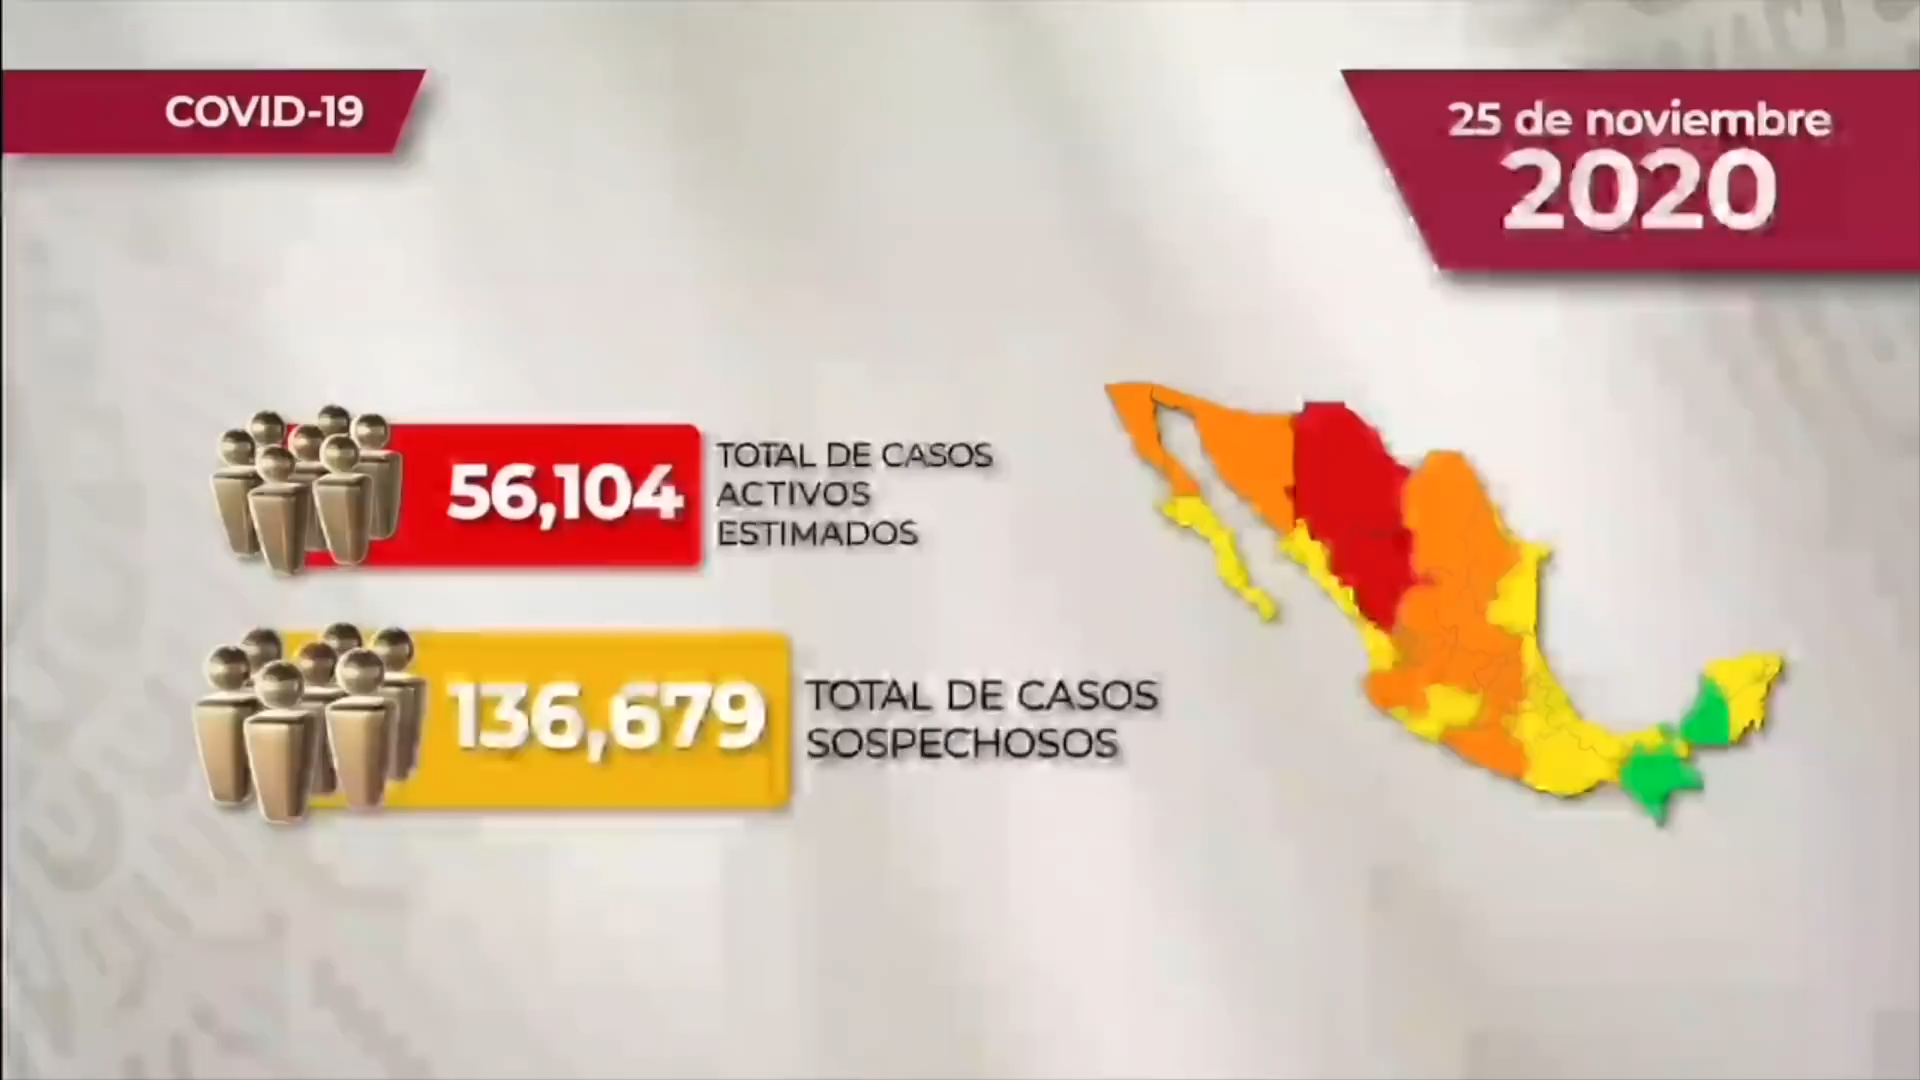 COVID-19
25 de noviembre
2020
56,104
TOTAL DE CASOS
ACTIVOS
ESTIMADOS
136,679
TOTAL DE CASOS
SOSPECHOSOS